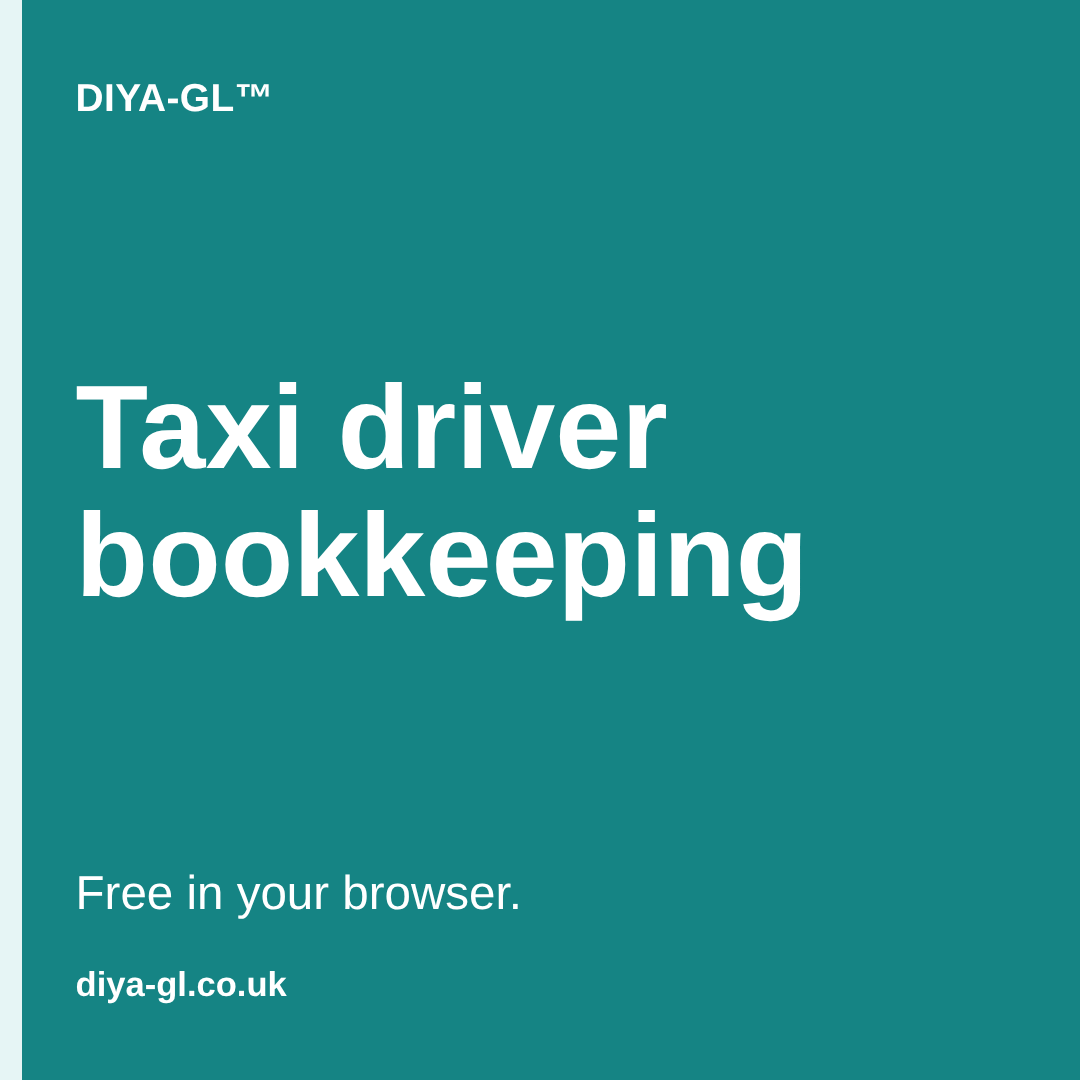 DIYA-GL™
Taxi driver
bookkeeping
Free in your browser.
diya-gl.co.uk